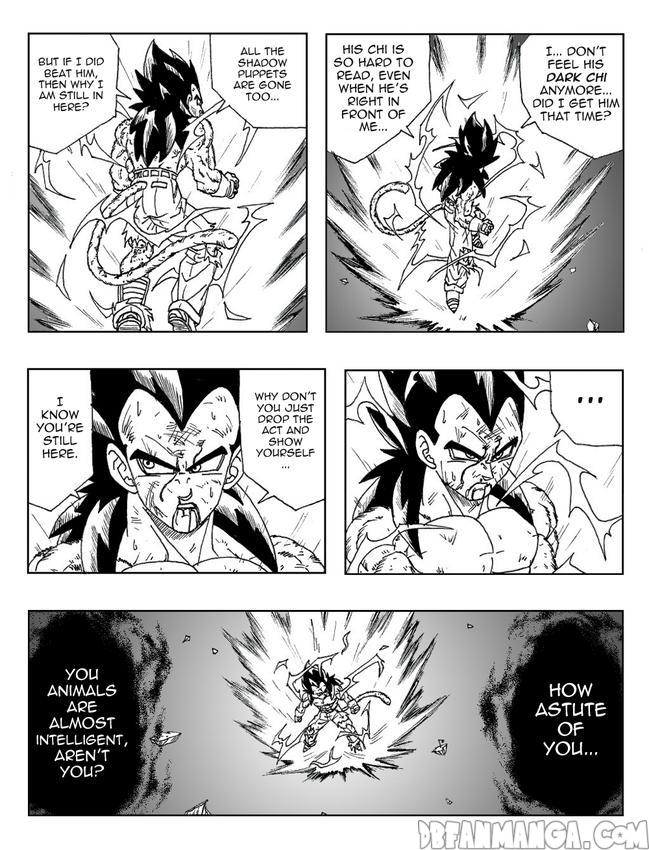 I... DON'T
FEEL HIS
DARK CHI
ANYMORE...
DID I GET HIM
THAT TIME?
HIS CHI IS
SO HARD TO
READ, EVEN
WHEN HE'S
RIGHT IN
FRONT OF
ME...
ALL THE
SHADOW
PUPPETS
ARE GONE
TOO...
BUT IF I DID
BEAT HIM,
THEN WHY I
AM STILL IN
HERE?
...
WHY DON'T
YOU JUST
DROP THE
ACT AND
SHOW
YOURSELF
...
I
KNOW
YOU'RE
STILL
HERE.
HOW
ASTUTE
OF
YOU...
YOU
ANIMALS
ARE
ALMOST
INTELLIGENT,
AREN'T
YOU?
DBFANMANGA.COM